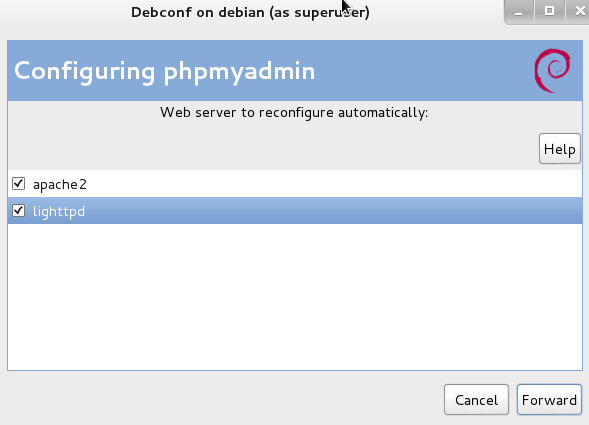 Debconf on debian (as superuser)
Configuring phpmyadmin
Web server to reconfigure automatically:
Help
apache2
lighttpd
Cancel
Forward